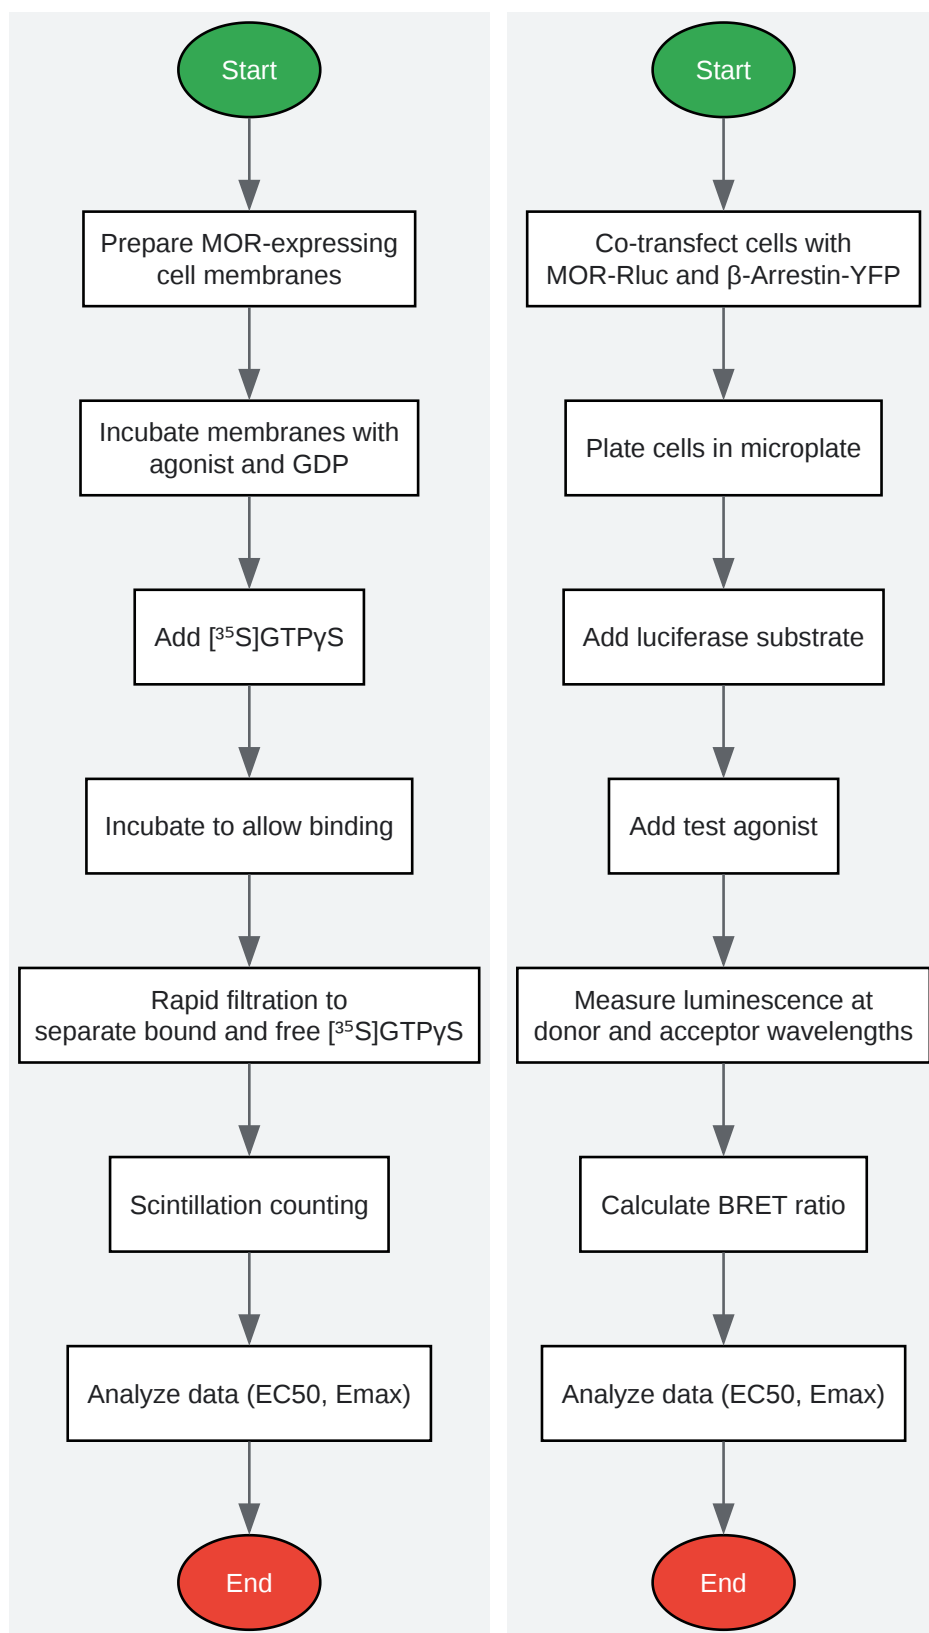 Start
Prepare MOR-expressing
cell membranes
Incubate membranes with
agonist and GDP
Add [³⁵S]GTPγS
Incubate to allow binding
Rapid filtration to
separate bound and free [³⁵S]GTPγS
Scintillation counting
Analyze data (EC50, Emax)
End
Start
Co-transfect cells with
MOR-Rluc and β-Arrestin-YFP
Plate cells in microplate
Add luciferase substrate
Add test agonist
Measure luminescence at
donor and acceptor wavelengths
Calculate BRET ratio
Analyze data (EC50, Emax)
End